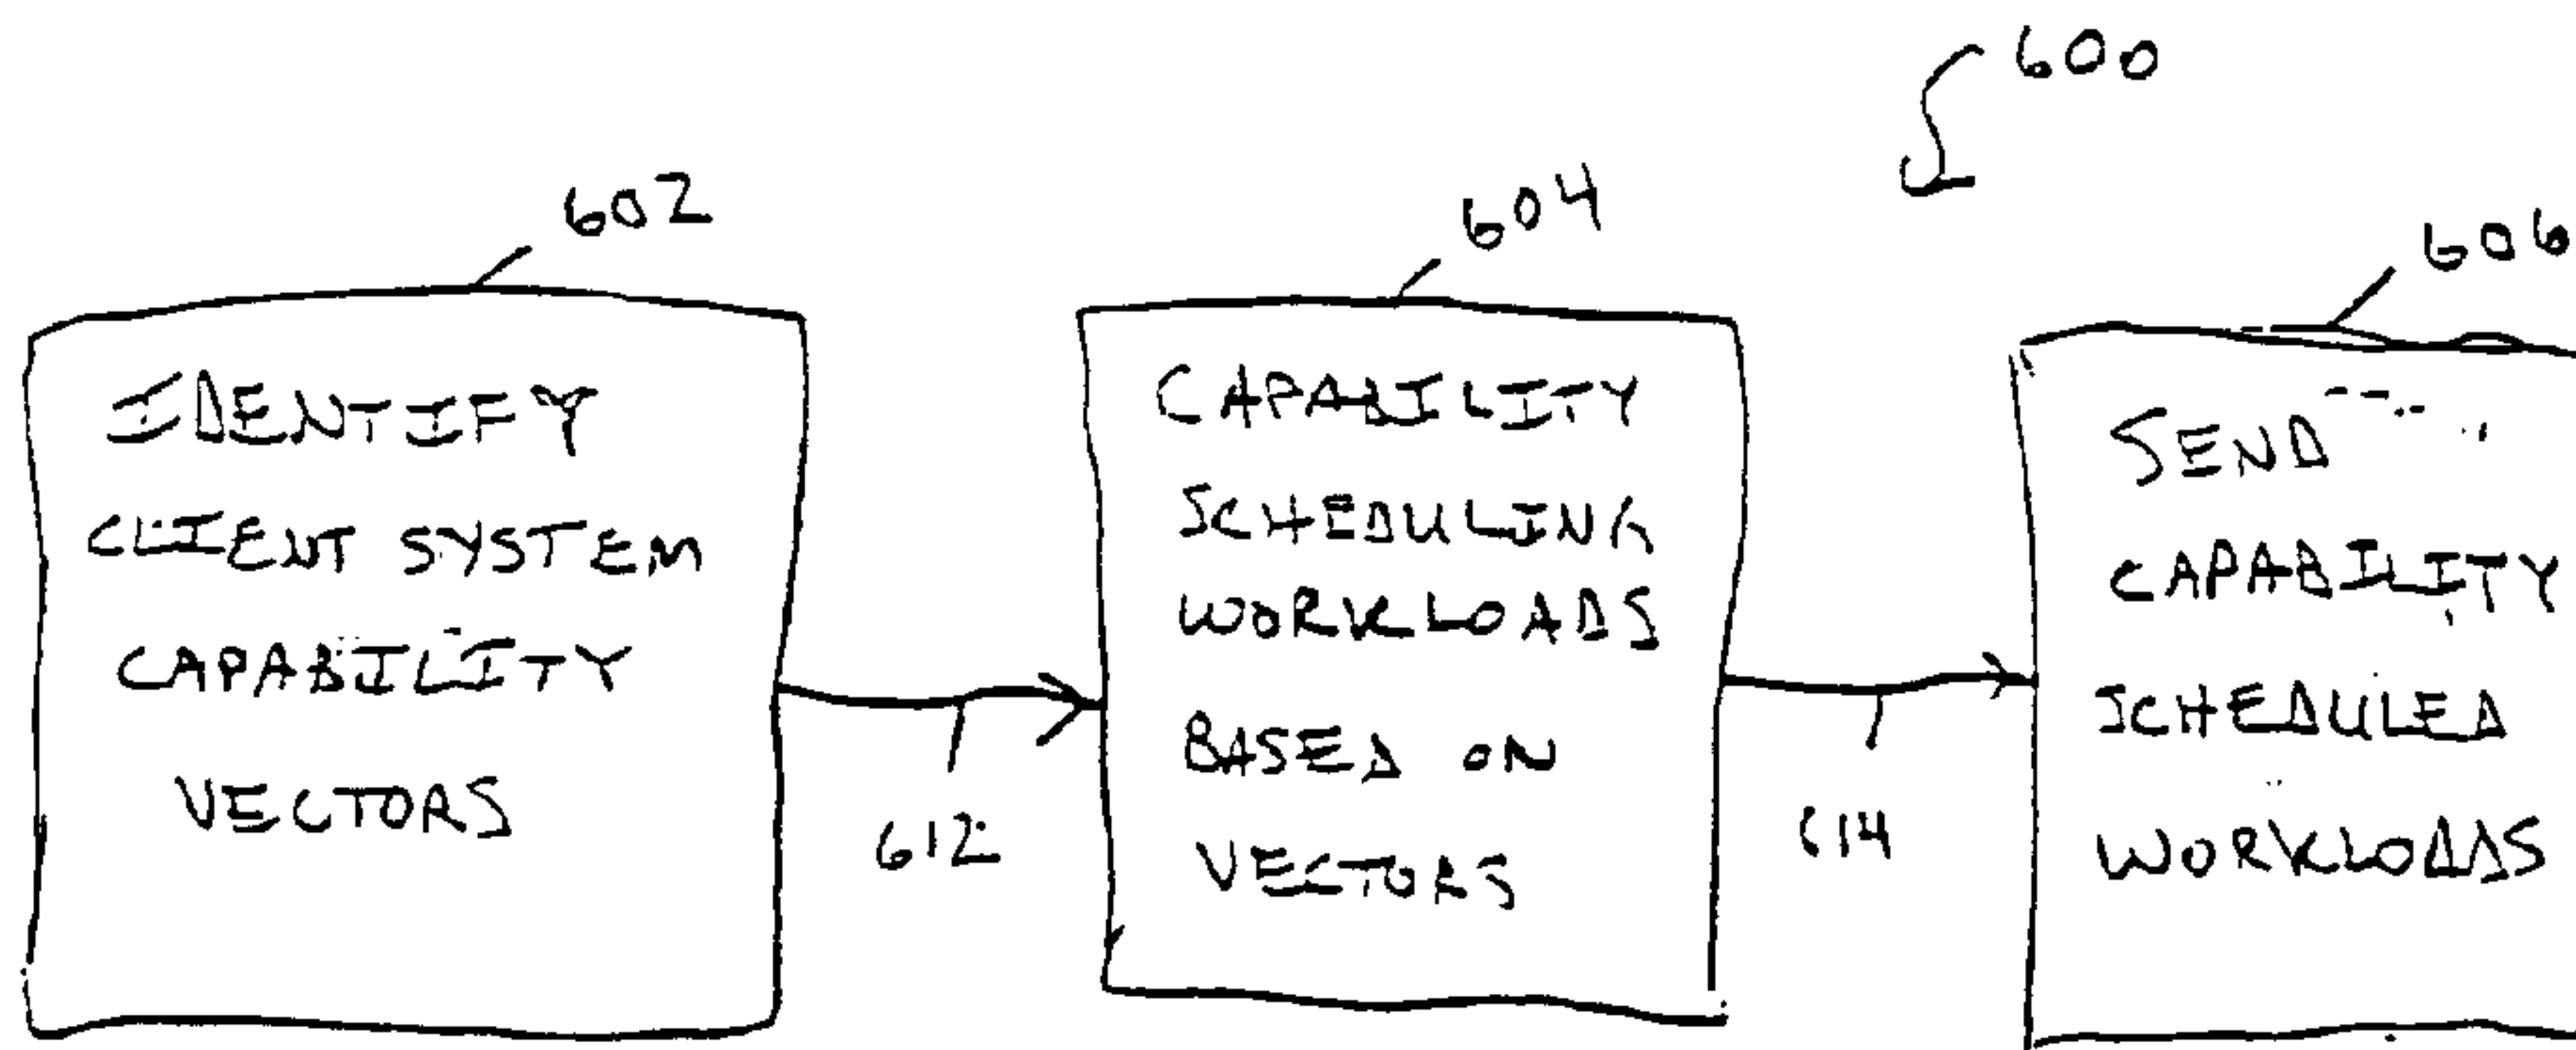 600
602
604
606
IDENTIFY
CLIENT SYSTEM
CAPABILITY
VECTORS
612
CAPABILITY
SCHEDULING
WORKLOADS
BASED ON
VECTORS
614
SEND
CAPABILITY
SCHEDULED
WORKLOADS